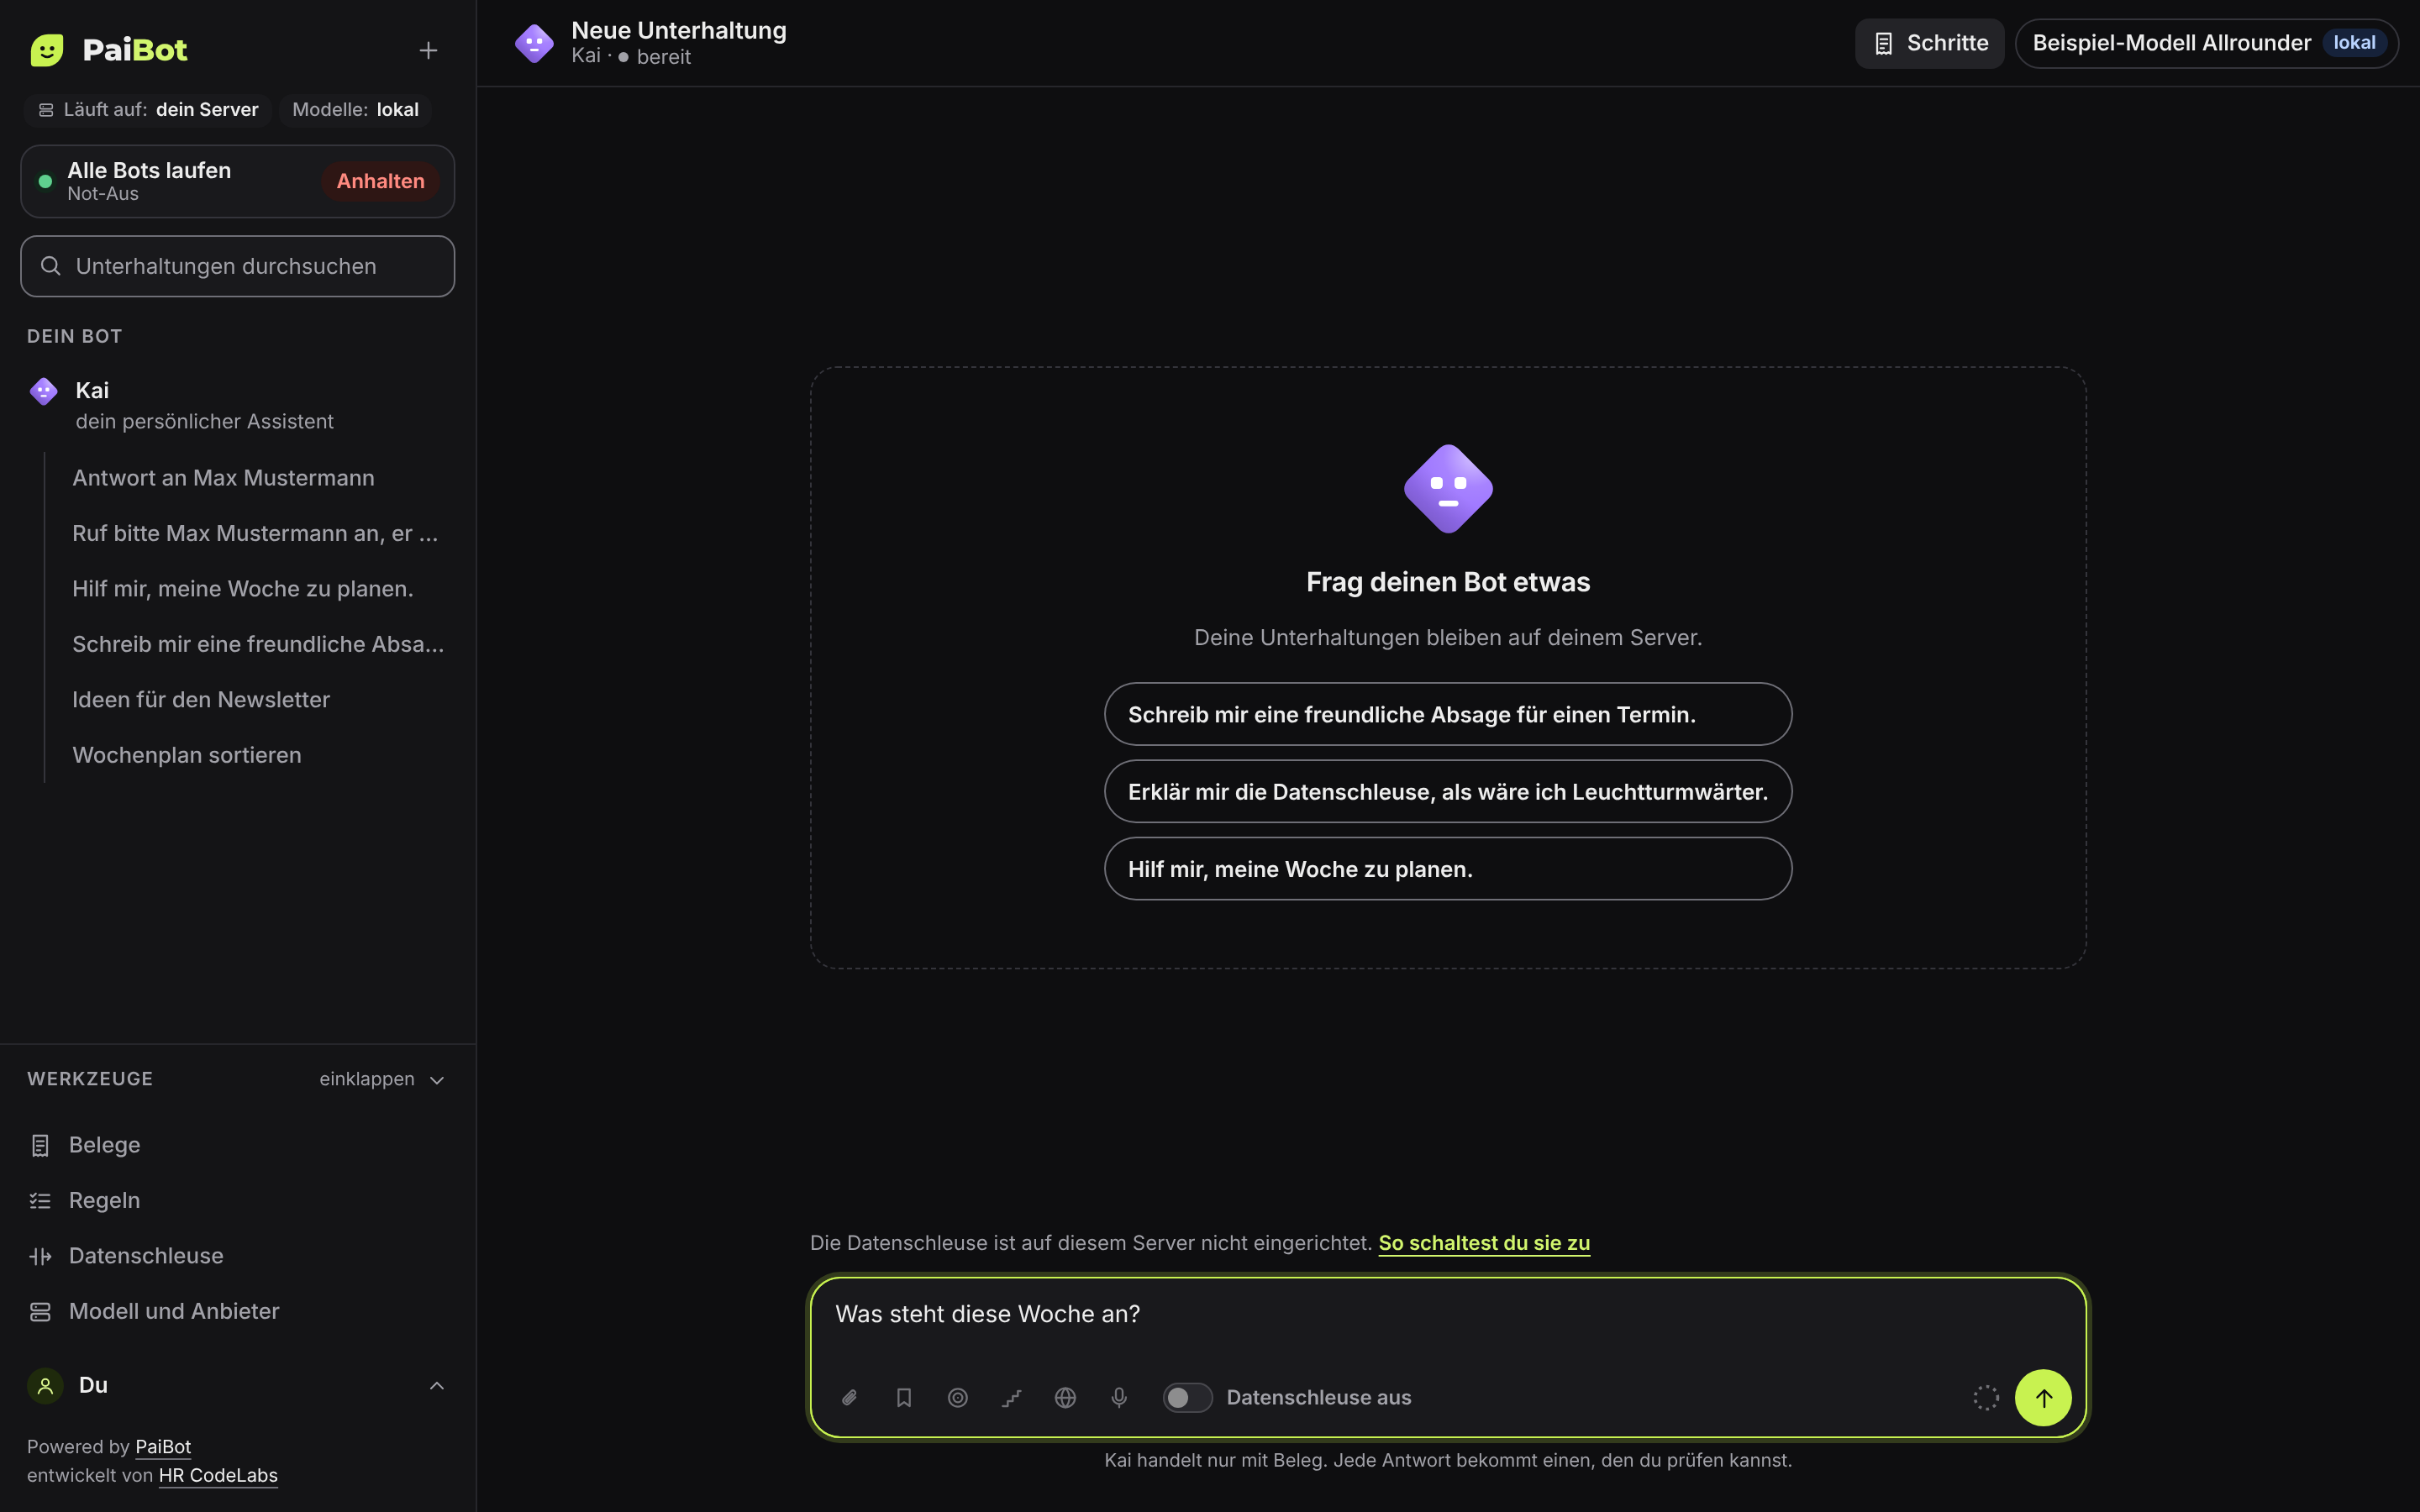 PaiBot
Läuft auf: dein Server
Modelle: lokal
Alle Bots laufen
Not-Aus
Anhalten
Unterhaltungen durchsuchen
DEIN BOT
Kai
dein persönlicher Assistent
Antwort an Max Mustermann
Ruf bitte Max Mustermann an, er ...
Hilf mir, meine Woche zu planen.
Schreib mir eine freundliche Absa...
Ideen für den Newsletter
Wochenplan sortieren
WERKZEUGE
einklappen
Belege
Regeln
Datenschleuse
Modell und Anbieter
Du
Powered by PaiBot
entwickelt von HR CodeLabs
Neue Unterhaltung
Kai · bereit
Schritte
Beispiel-Modell Allrounder lokal
Frag deinen Bot etwas
Deine Unterhaltungen bleiben auf deinem Server.
Schreib mir eine freundliche Absage für einen Termin.
Erklär mir die Datenschleuse, als wäre ich Leuchtturmwärter.
Hilf mir, meine Woche zu planen.
Die Datenschleuse ist auf diesem Server nicht eingerichtet. So schaltest du sie zu
Was steht diese Woche an?
Datenschleuse aus
Kai handelt nur mit Beleg. Jede Antwort bekommt einen, den du prüfen kannst.